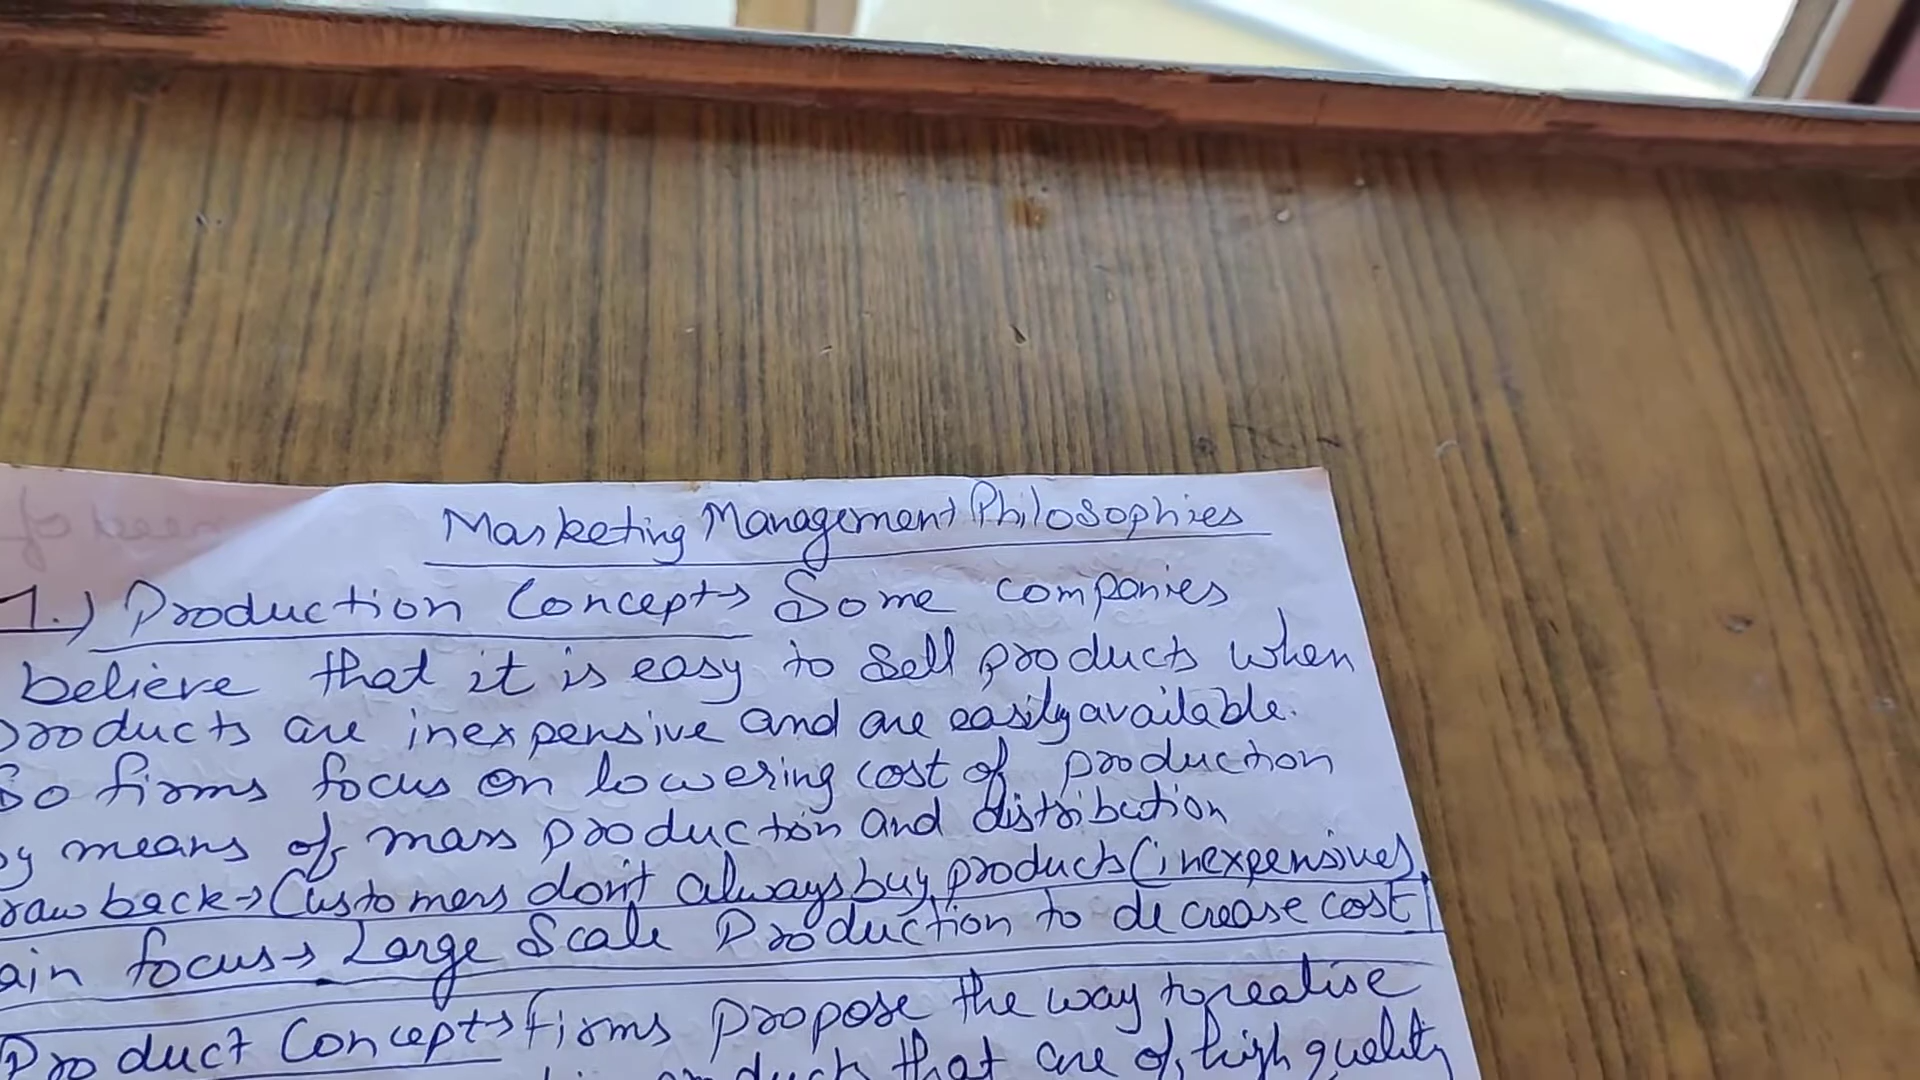 Marketing Management Philosophies
1.) Production Concept→ Some companies
believe that it is easy to sell products when
products are inexpensive and are easily available.
So firms focus on lowering cost of production
by means of mass production and distribution
rawback→ Customers don't always buy products (inexpensive).
ain focus→ Large Scale Production to decrease cost
Product Concept→ firms propose the way to realise
that are of high quality